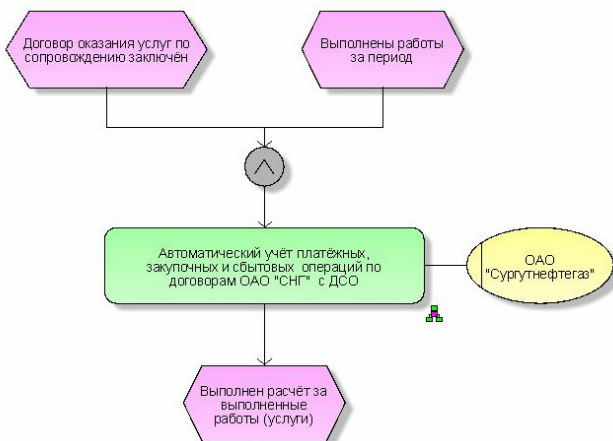 Договор оказания услуг по
сопровождению заключён
Выполнены работы
за период
Автоматический учёт платёжных,
закупочных и сбытовых операций по
договорам ОАО "СНГ" с ДСО
ОАО
"Сургутнефтегаз"
Выполнен расчёт за
выполненные
работы (услуги)